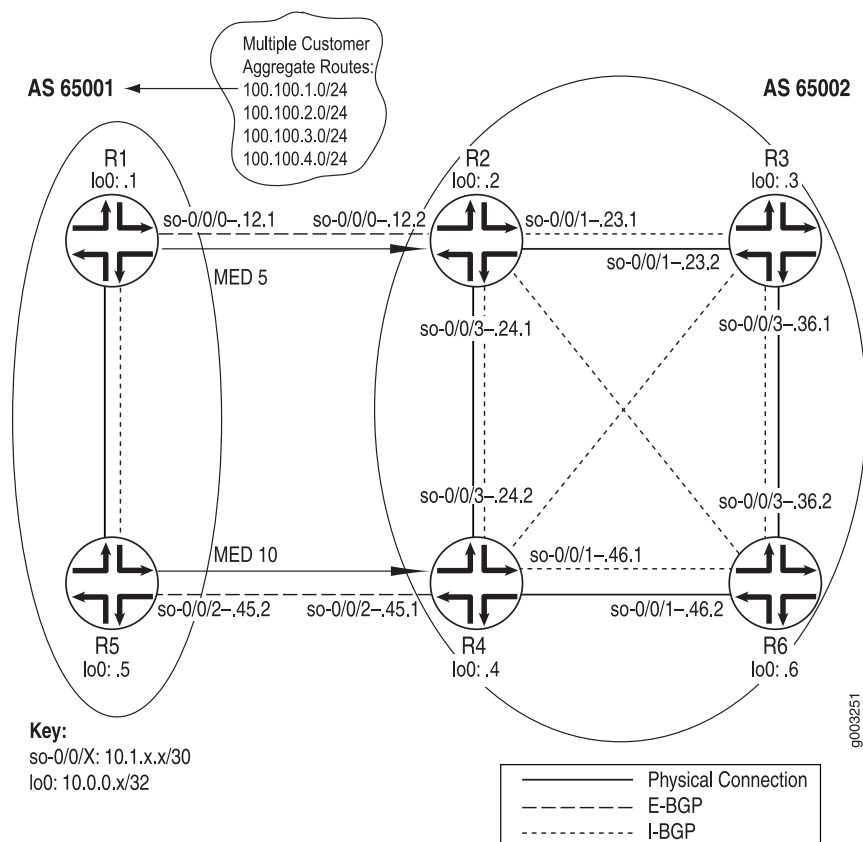 Multiple Customer
Aggregate Routes:
100.100.1.0/24
100.100.2.0/24
100.100.3.0/24
100.100.4.0/24
AS 65001
AS 65002
R1
lo0: .1
R2
lo0: .2
R3
lo0: .3
so-0/0/0–.12.1
so-0/0/0–.12.2
so-0/0/1–.23.1
MED 5
so-0/0/1–.23.2
so-0/0/3–.24.1
so-0/0/3–.36.1
so-0/0/3–.24.2
so-0/0/3–.36.2
MED 10
so-0/0/1–.46.1
so-0/0/2–.45.2
so-0/0/2–.45.1
so-0/0/1–.46.2
R5
lo0: .5
R4
lo0: .4
R6
lo0: .6
Key:
so-0/0/X: 10.1.x.x/30
lo0: 10.0.0.x/32
g003251
Physical Connection
E-BGP
I-BGP